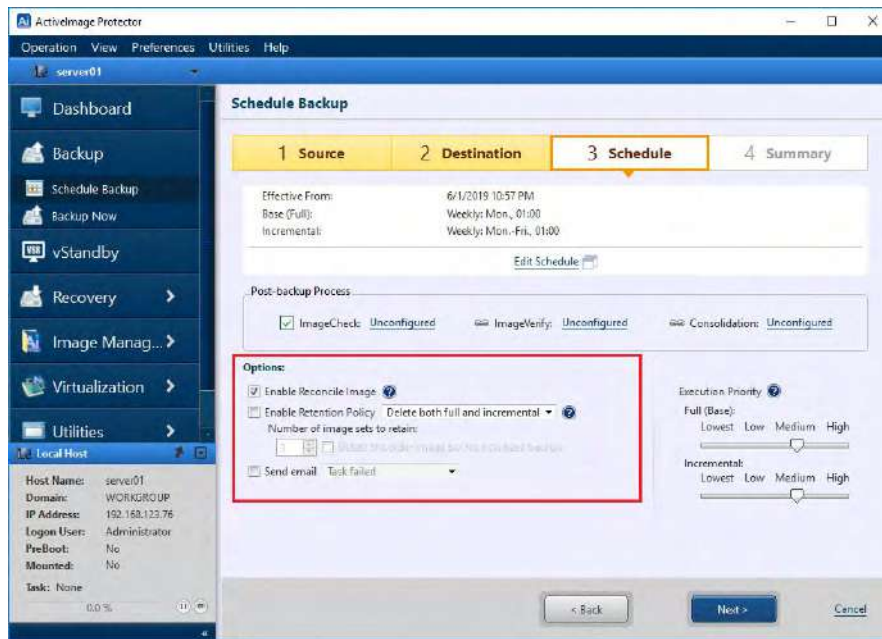 ActiveImage Protector
Operation View Preferences Utilities Help
server01
Dashboard
Backup
Schedule Backup
Backup Now
vStandby
Recovery
Image Manag...
Virtualization
Utilities
Local Host
Host Name: server01
Domain: WORKGROUP
IP Address: 192.168.123.76
Logon User: Administrator
PreBoot: No
Mounted: No
Task: None
0.0 %
Schedule Backup
1 Source 2 Destination 3 Schedule 4 Summary
Effective From: 6/1/2019 10:57 PM
Base (Full): Weekly: Mon., 01:00
Incremental: Weekly: Mon.-Fri., 01:00
Edit Schedule
Post-backup Process
ImageCheck: Unconfigured ImageVerify: Unconfigured Consolidation: Unconfigured
Options:
Enable Reconcile Image
Enable Retention Policy Delete both full and incremental
Number of image sets to retain:
3
Send email Task failed
Execution Priority
Full (Base):
Lowest Low Medium High
Incremental:
Lowest Low Medium High
< Back Next > Cancel